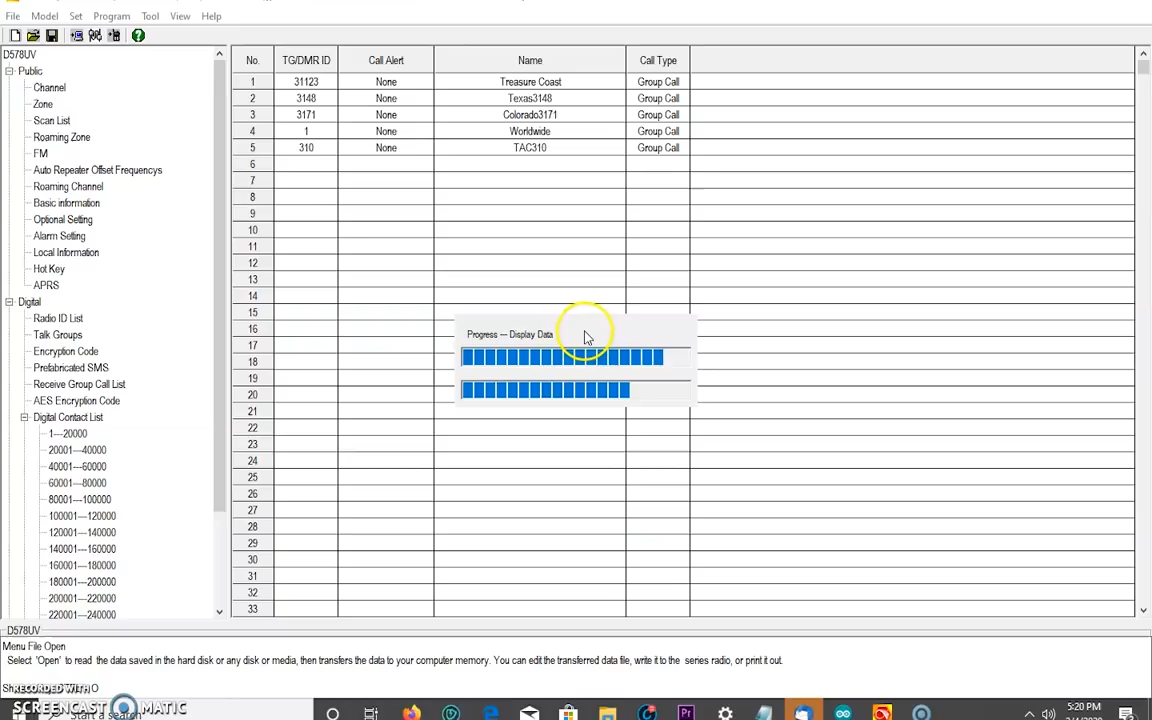 File Model Set Program Tool View Help
D578UV
Public
Channel
Zone
Scan List
Roaming Zone
FM
Auto Repeater Offset Frequencys
Roaming Channel
Basic information
Optional Setting
Alarm Setting
Local Information
Hot Key
APRS
Digital
Radio ID List
Talk Groups
Encryption Code
Prefabricated SMS
Receive Group Call List
AES Encryption Code
Digital Contact List
1---20000
20001---40000
40001---60000
60001---80000
80001---100000
100001---120000
120001---140000
140001---160000
160001---180000
180001---200000
200001---220000
220001---240000
No. TG/DMR ID Call Alert Name Call Type
1 31123 None Treasure Coast Group Call
2 3148 None Texas3148 Group Call
3 3171 None Colorado3171 Group Call
4 1 None Worldwide Group Call
5 310 None TAC310 Group Call
6
7
8
9
10
11
12
13
14
15
16
17
18
19
20
21
22
23
24
25
26
27
28
29
30
31
32
33
Progress --- Display Data
D578UV
Menu File Open
Select 'Open' to read the data saved in the hard disk or any disk or media, then transfers the data to your computer memory. You can edit the transferred data file, write it to the series radio, or print it out.
RECORDED WITH
SCREENCAST MATIC
Start a search
Pr
5:20 PM